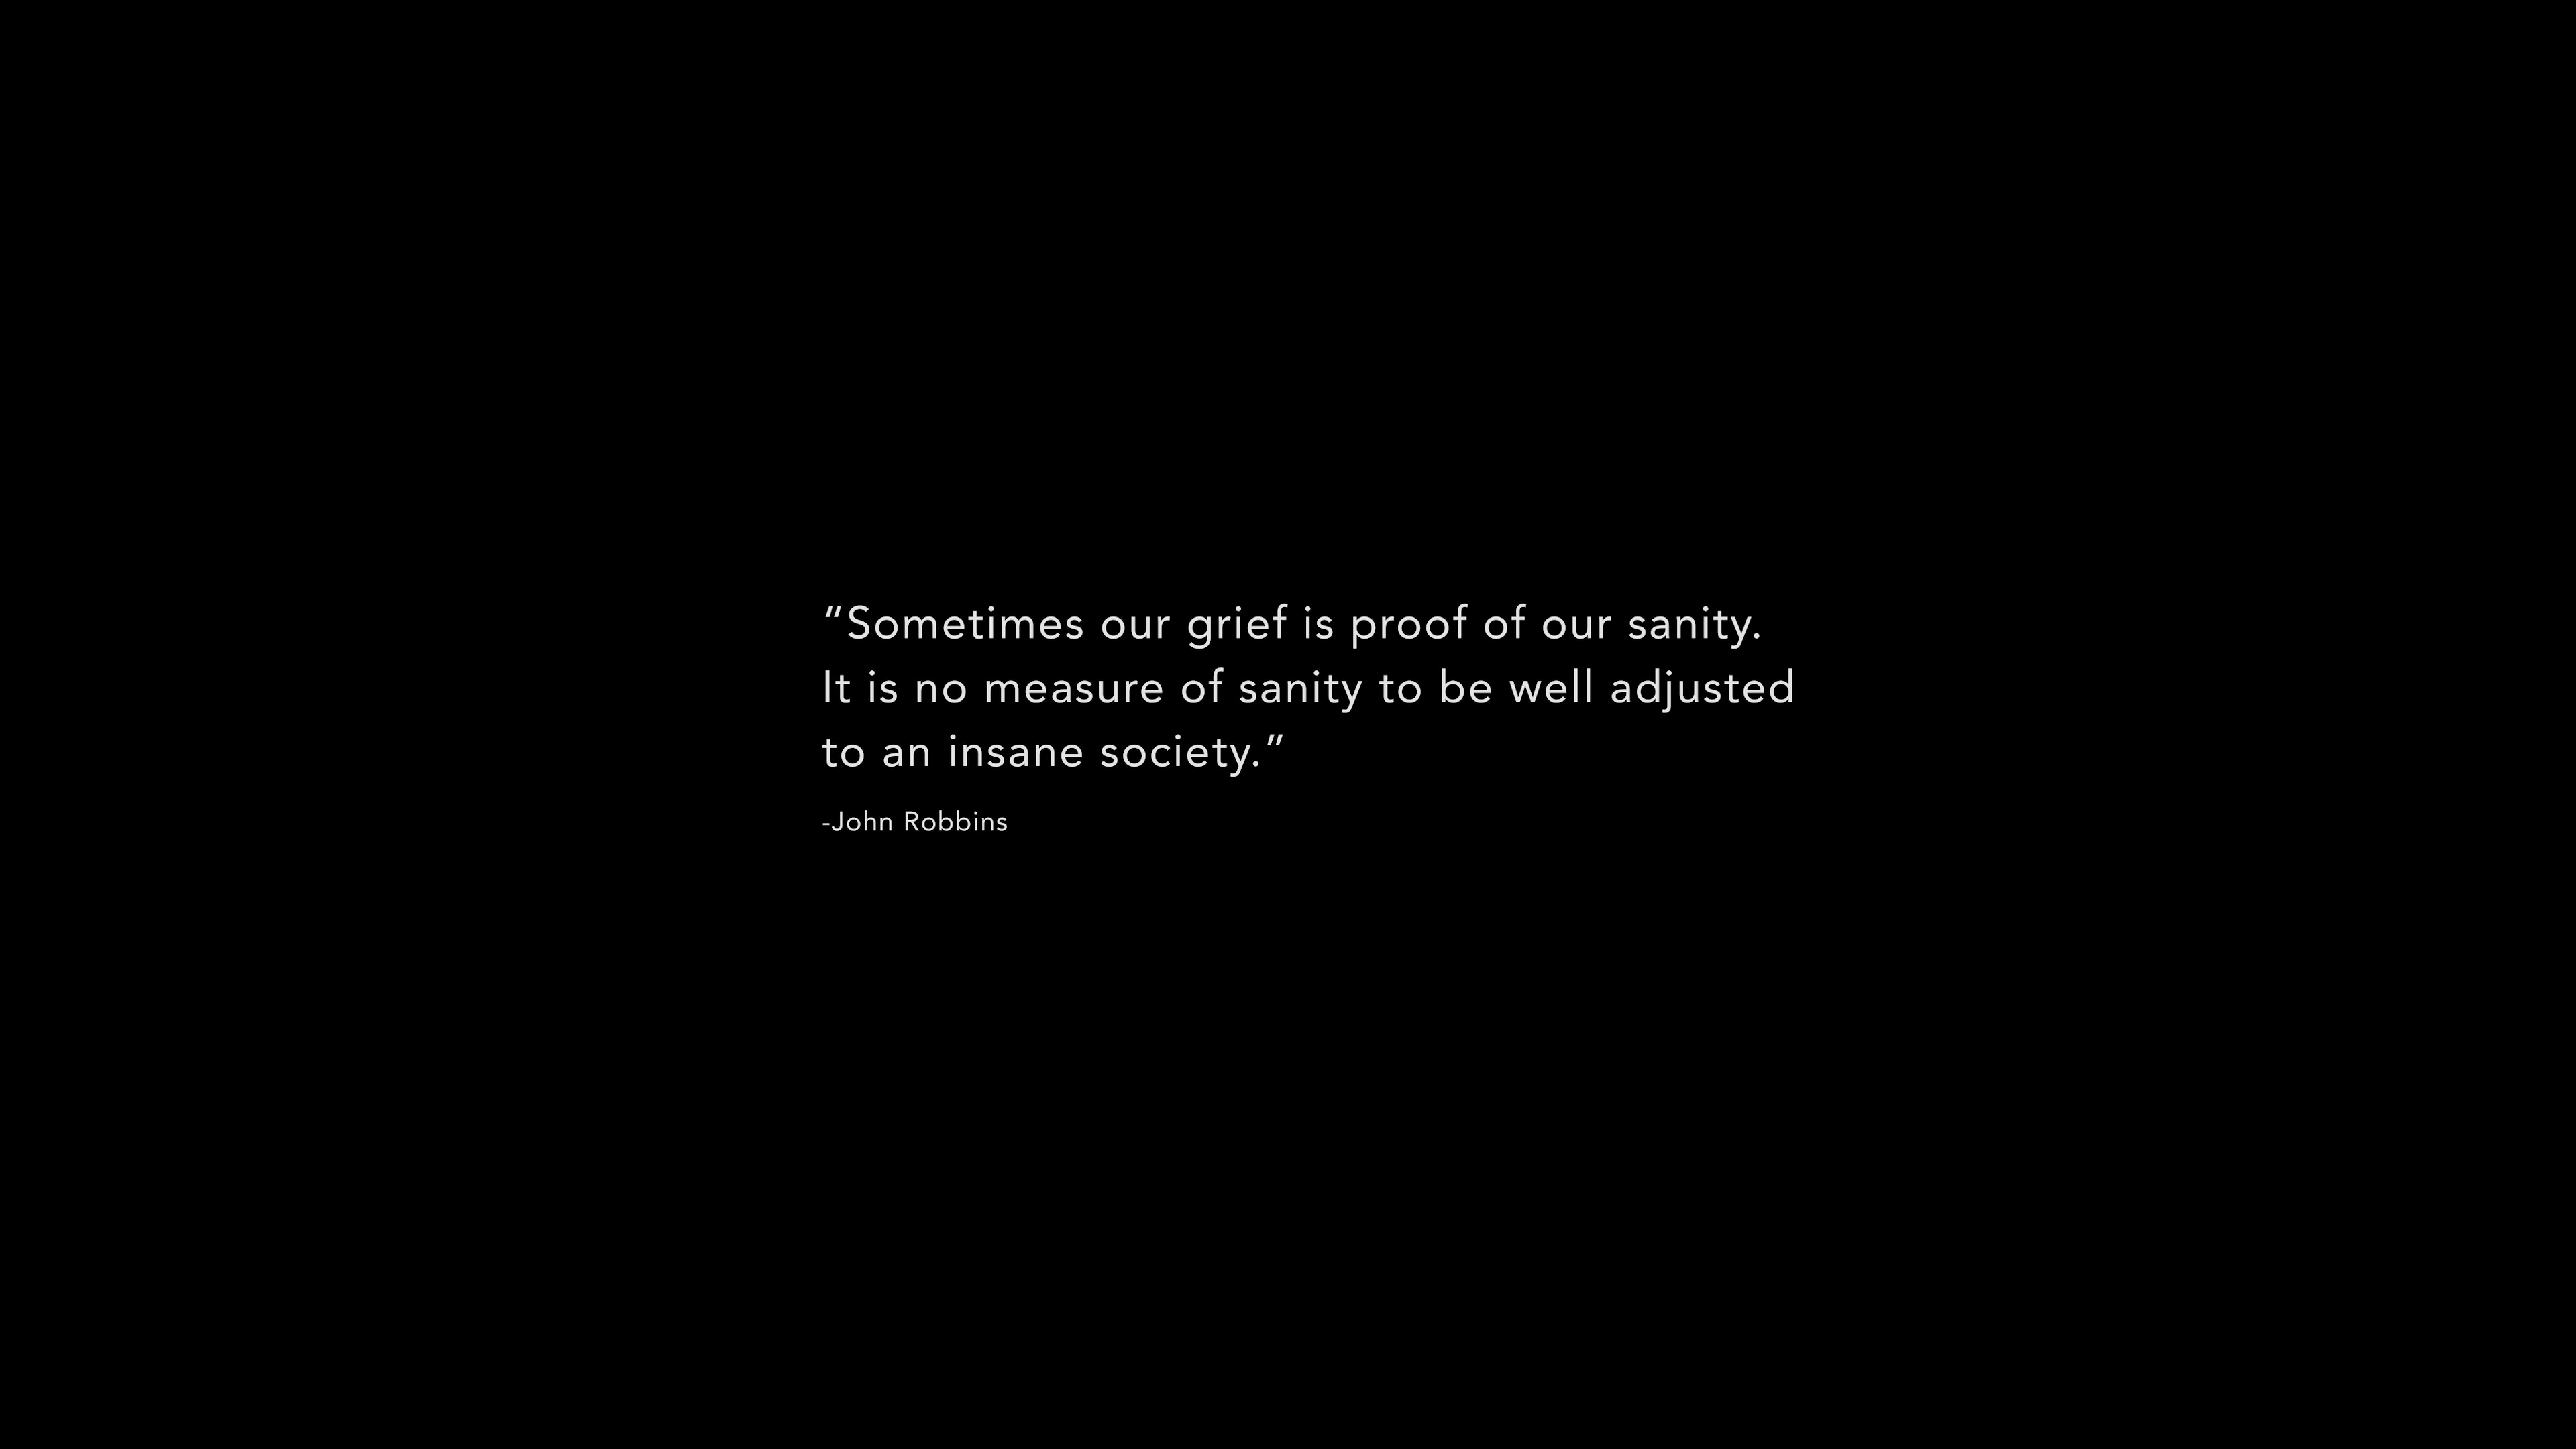 “Sometimes our grief is proof of our sanity.
It is no measure of sanity to be well adjusted
to an insane society.”
-John Robbins